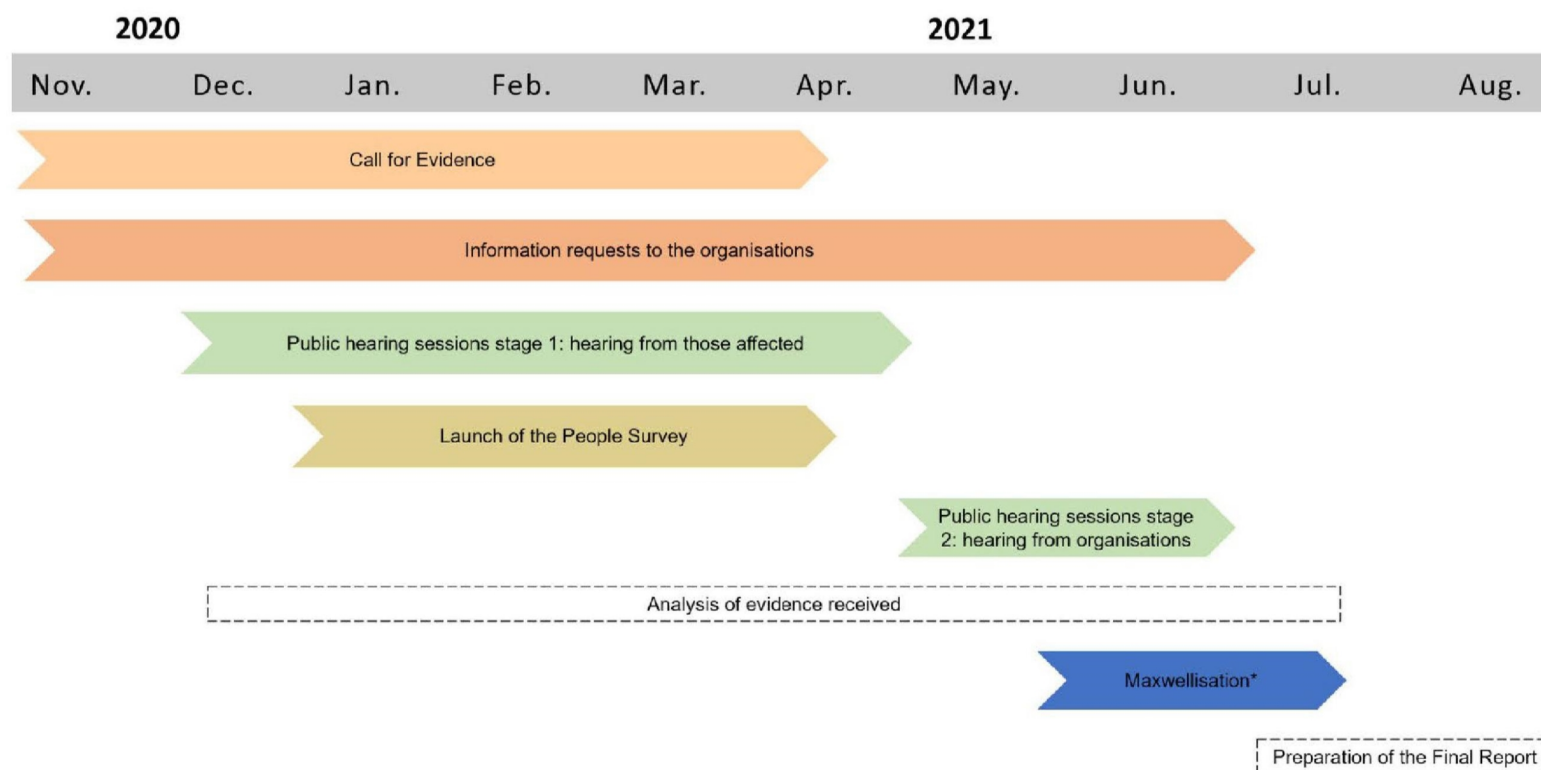 2020 2021
Nov. Dec. Jan. Feb. Mar. Apr. May. Jun. Jul. Aug.
Call for Evidence
Information requests to the organisations
Public hearing sessions stage 1: hearing from those affected
Launch of the People Survey
Public hearing sessions stage
2: hearing from organisations
Analysis of evidence received
Maxwellisation*
Preparation of the Final Report